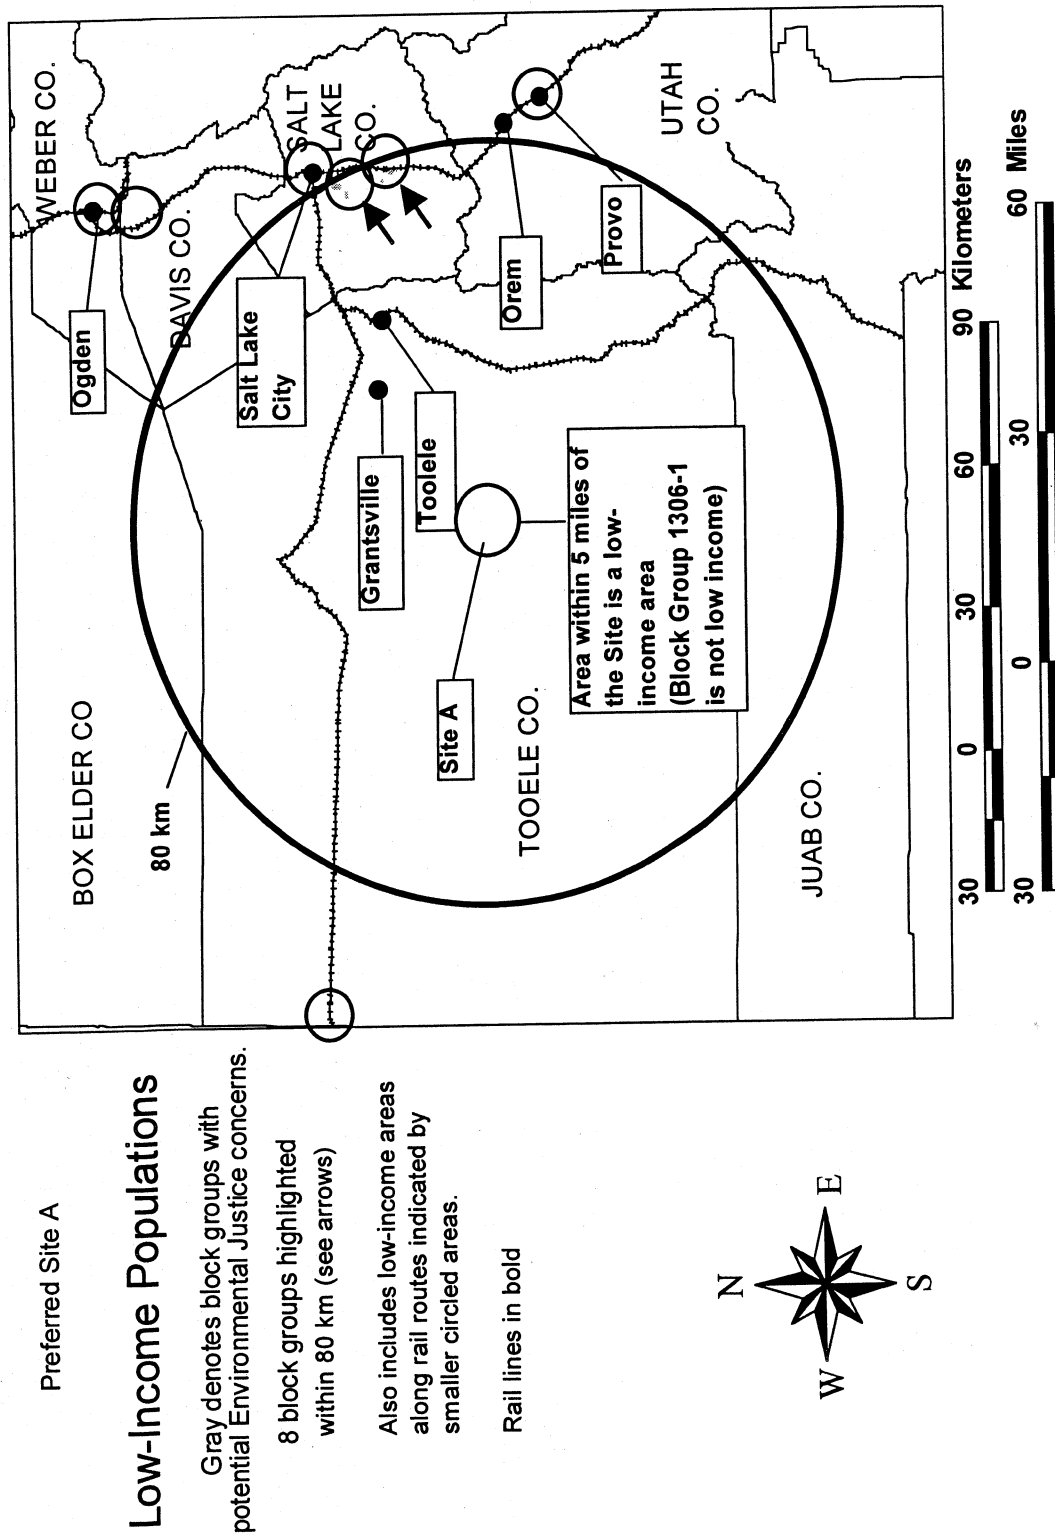 Preferred Site A
Low-Income Populations
Gray denotes block groups with
potential Environmental Justice concerns.
8 block groups highlighted
within 80 km (see arrows)
Also includes low-income areas
along rail routes indicated by
smaller circled areas.
Rail lines in bold
N
W
E
S
BOX ELDER CO
WEBER CO.
80 km
Ogden
DAVIS CO.
Salt Lake
City
SALT
LAKE
CO.
Grantsville
Toolele
Site A
Orem
TOOELE CO.
Area within 5 miles of
the Site is a low-
income area
(Block Group 1306-1
is not low income)
Provo
UTAH
CO.
JUAB CO.
30 0 30 60 90 Kilometers
30 0 30 60 Miles